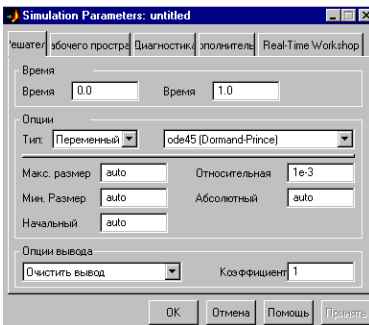 Simulation Parameters: untitled
Решател абочего простра Диагностика ополнитель Real-Time Workshop
Время
Время 0.0 Время 1.0
Опции
Тип: Переменный ode45 (Dormand-Prince)
Макс. размер auto Относительная 1e-3
Мин. Размер auto Абсолютный auto
Начальный auto
Опции вывода
Очистить вывод Коэффициент 1
OK Отмена Помощь Принять